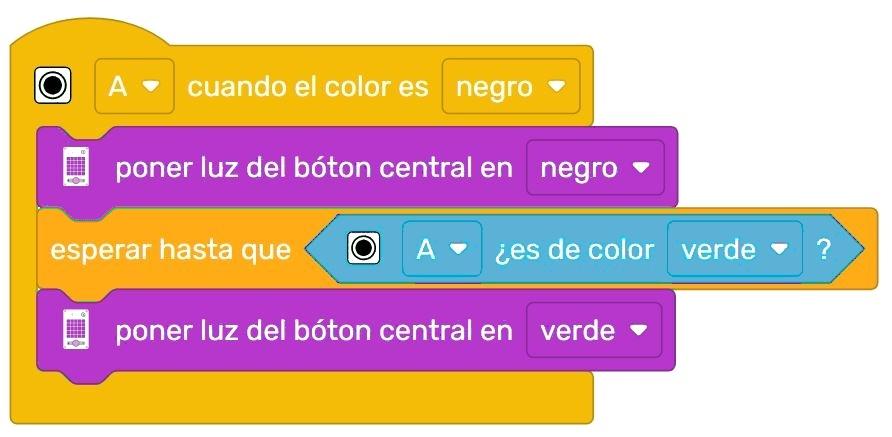 A cuando el color es negro
poner luz del bóton central en negro
esperar hasta que A ¿es de color verde ?
poner luz del bóton central en verde